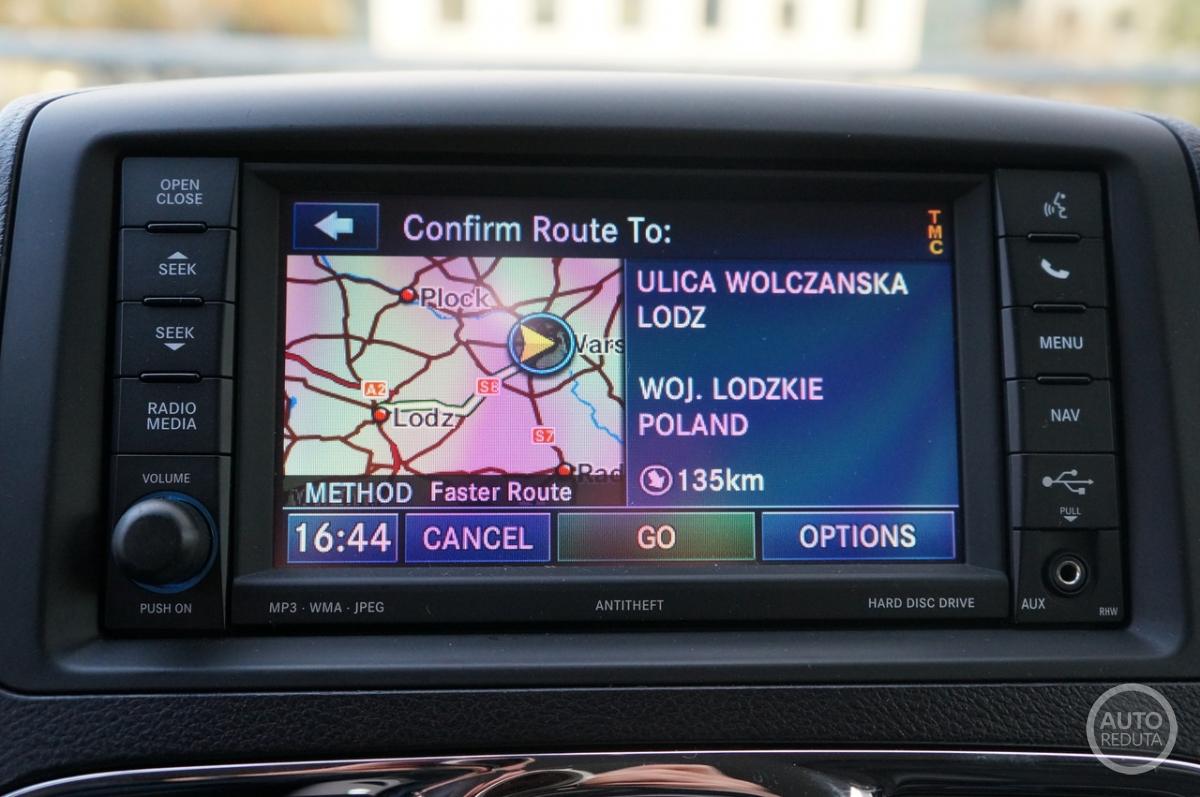 OPEN
CLOSE
SEEK
SEEK
RADIO
MEDIA
VOLUME
PUSH ON
Confirm Route To:
TMC
Plock
Vars
A2
S8
Lodz
S7
Rad
METHOD Faster Route
ULICA WOLCZANSKA
LODZ
WOJ. LODZKIE
POLAND
135km
16:44
CANCEL
GO
OPTIONS
MP3 · WMA · JPEG
ANTITHEFT
HARD DISC DRIVE
MENU
NAV
PULL
AUX
RHW
AUTO
REDUTA